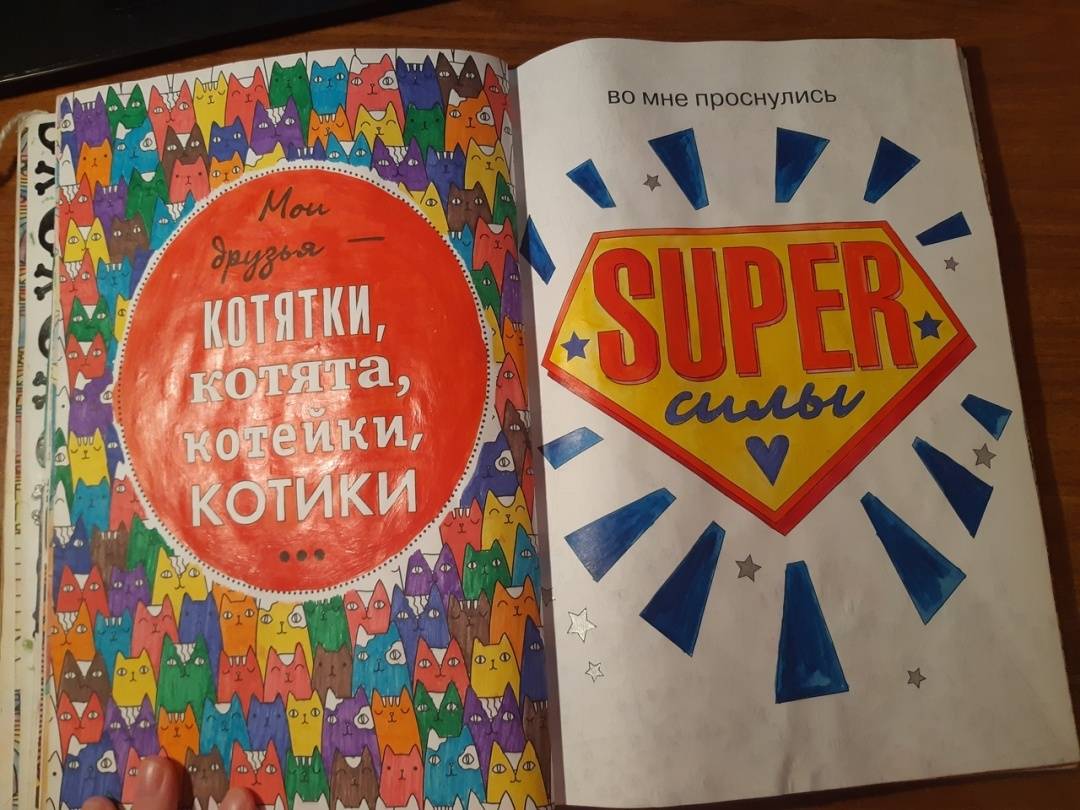 Мои
друзья —
котятки,
котята,
котейки,
котики
...
во мне проснулись
SUPER
силы